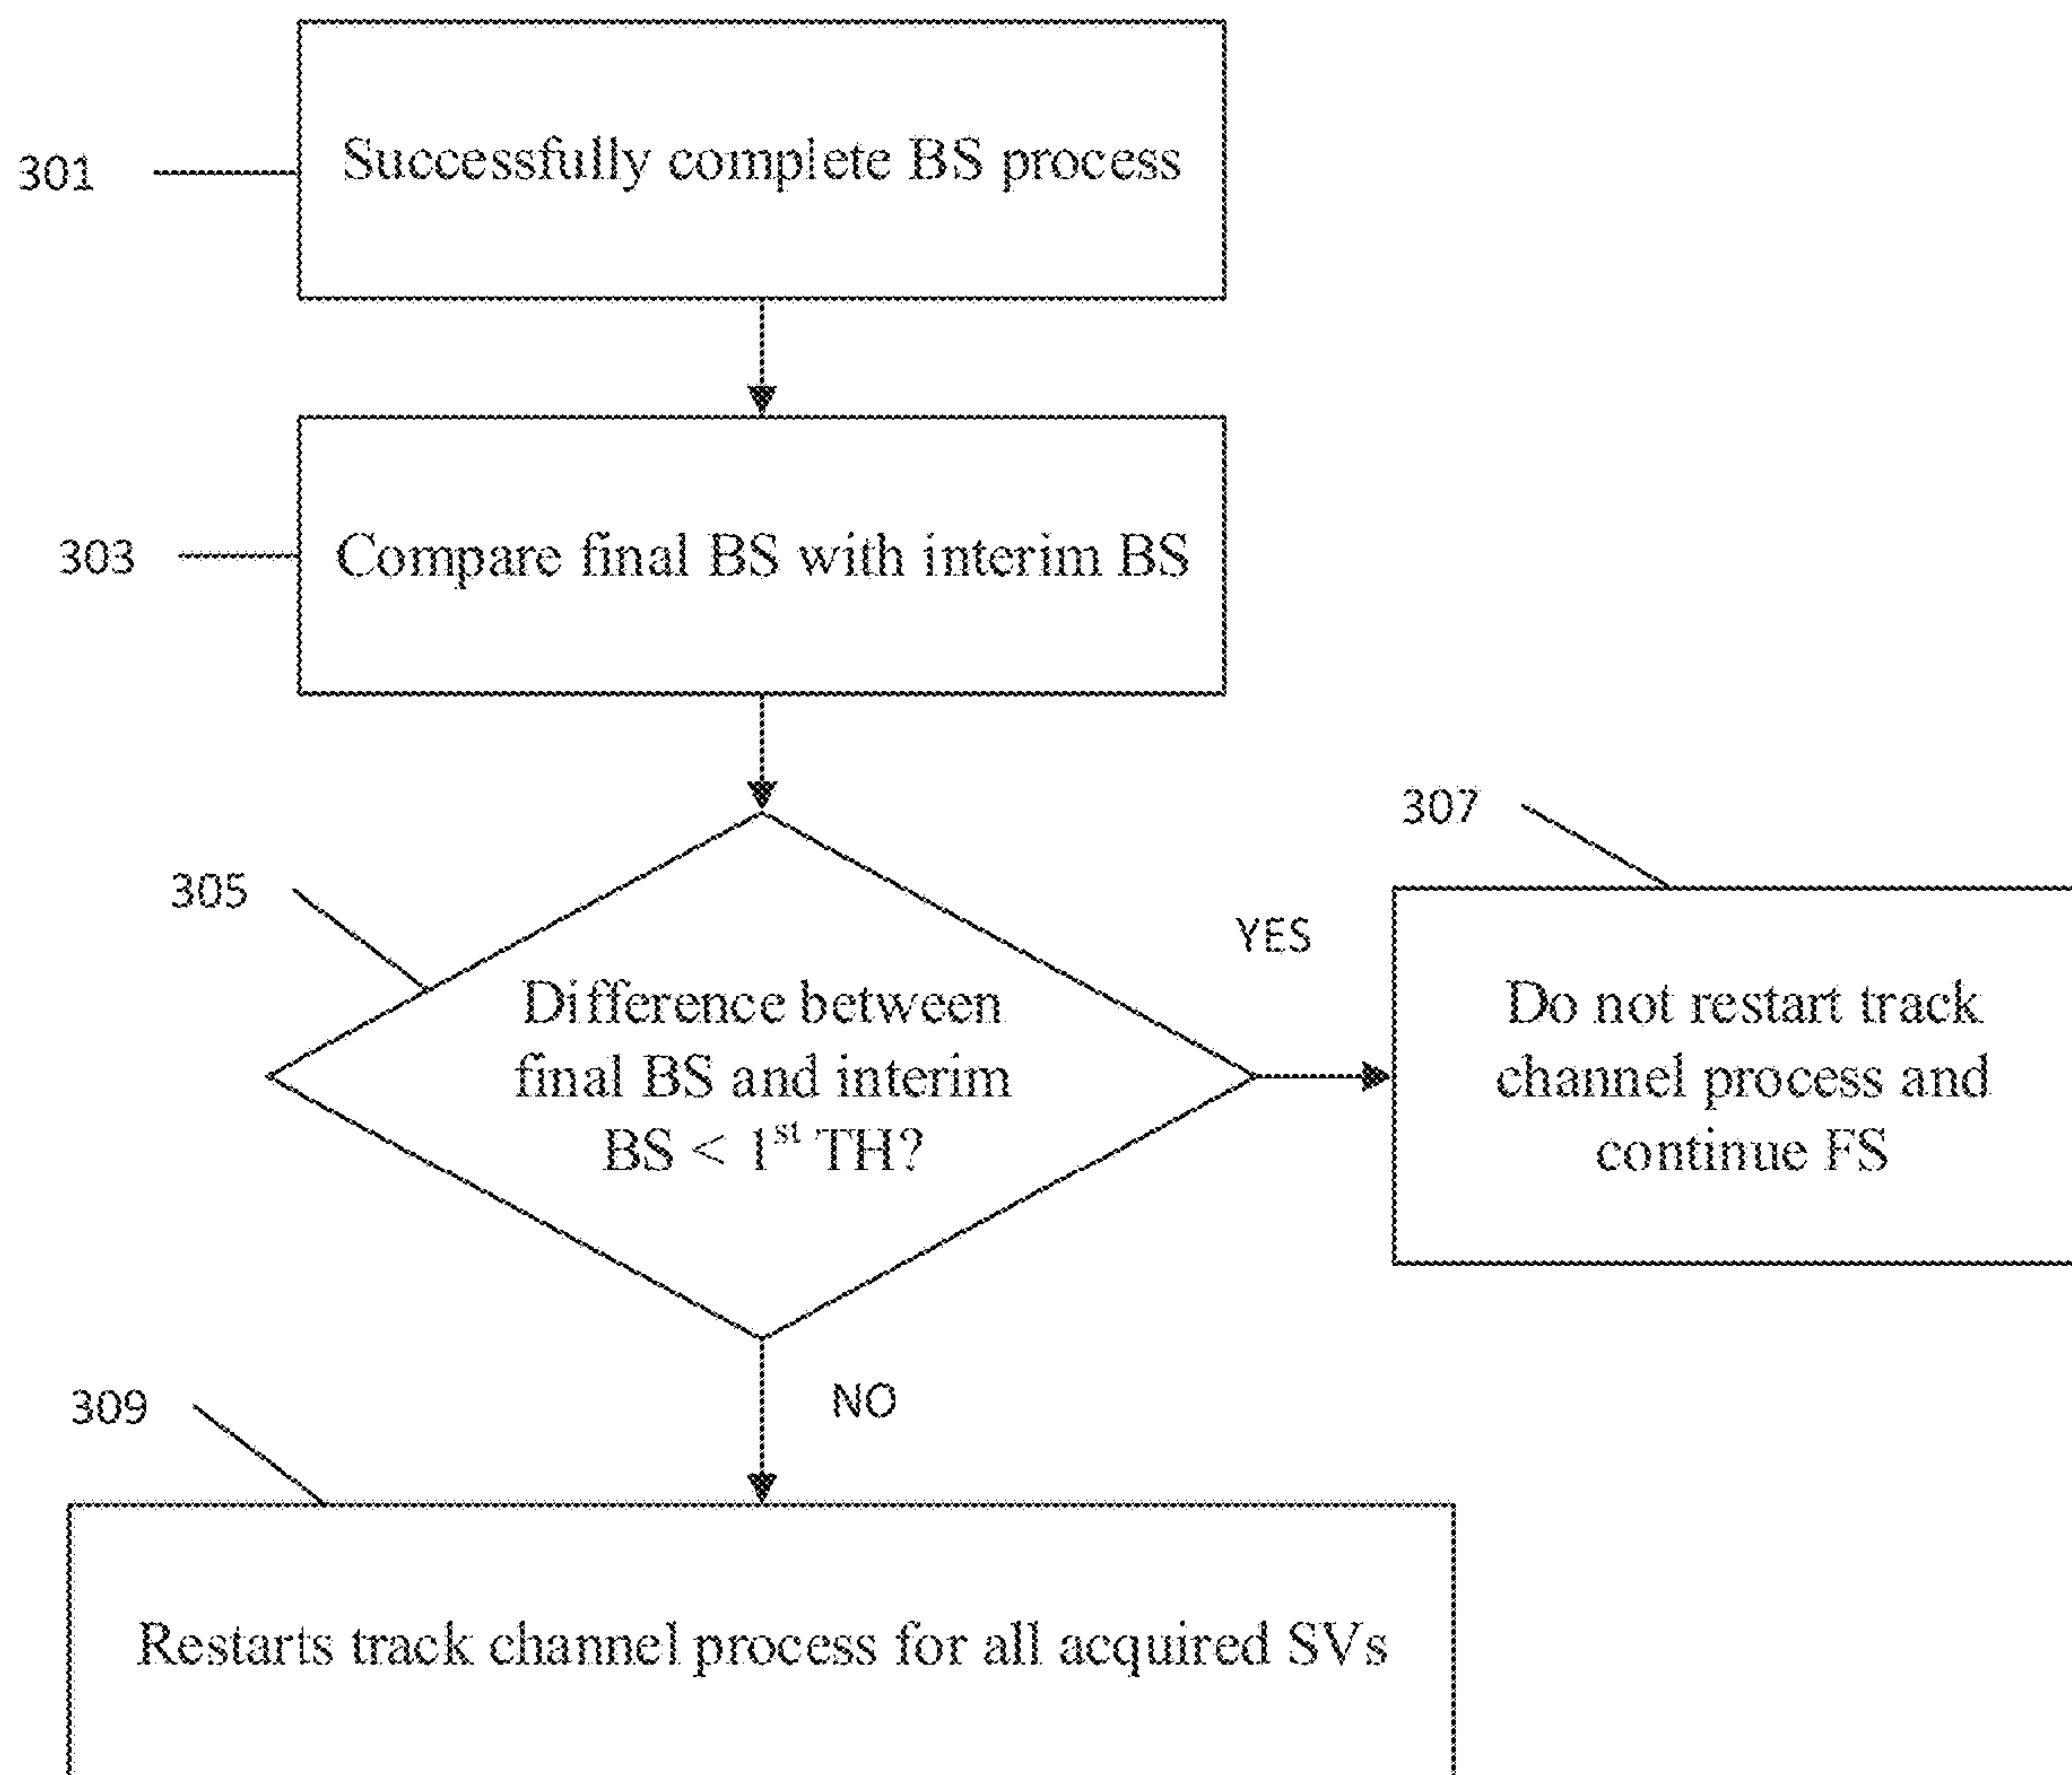 301
Successfully complete BS process
303
Compare final BS with interim BS
305
Difference between
final BS and interim
BS < 1st TH?
YES
307
Do not restart track
channel process and
continue FS
NO
309
Restarts track channel process for all acquired SVs